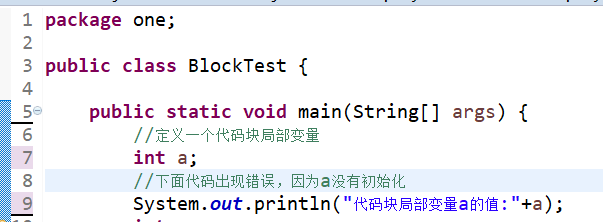 1 package one;
2
3 public class BlockTest {
4
5 public static void main(String[] args) {
6 //定义一个代码块局部变量
7 int a;
8 //下面代码出现错误，因为a没有初始化
9 System.out.println("代码块局部变量a的值:"+a);